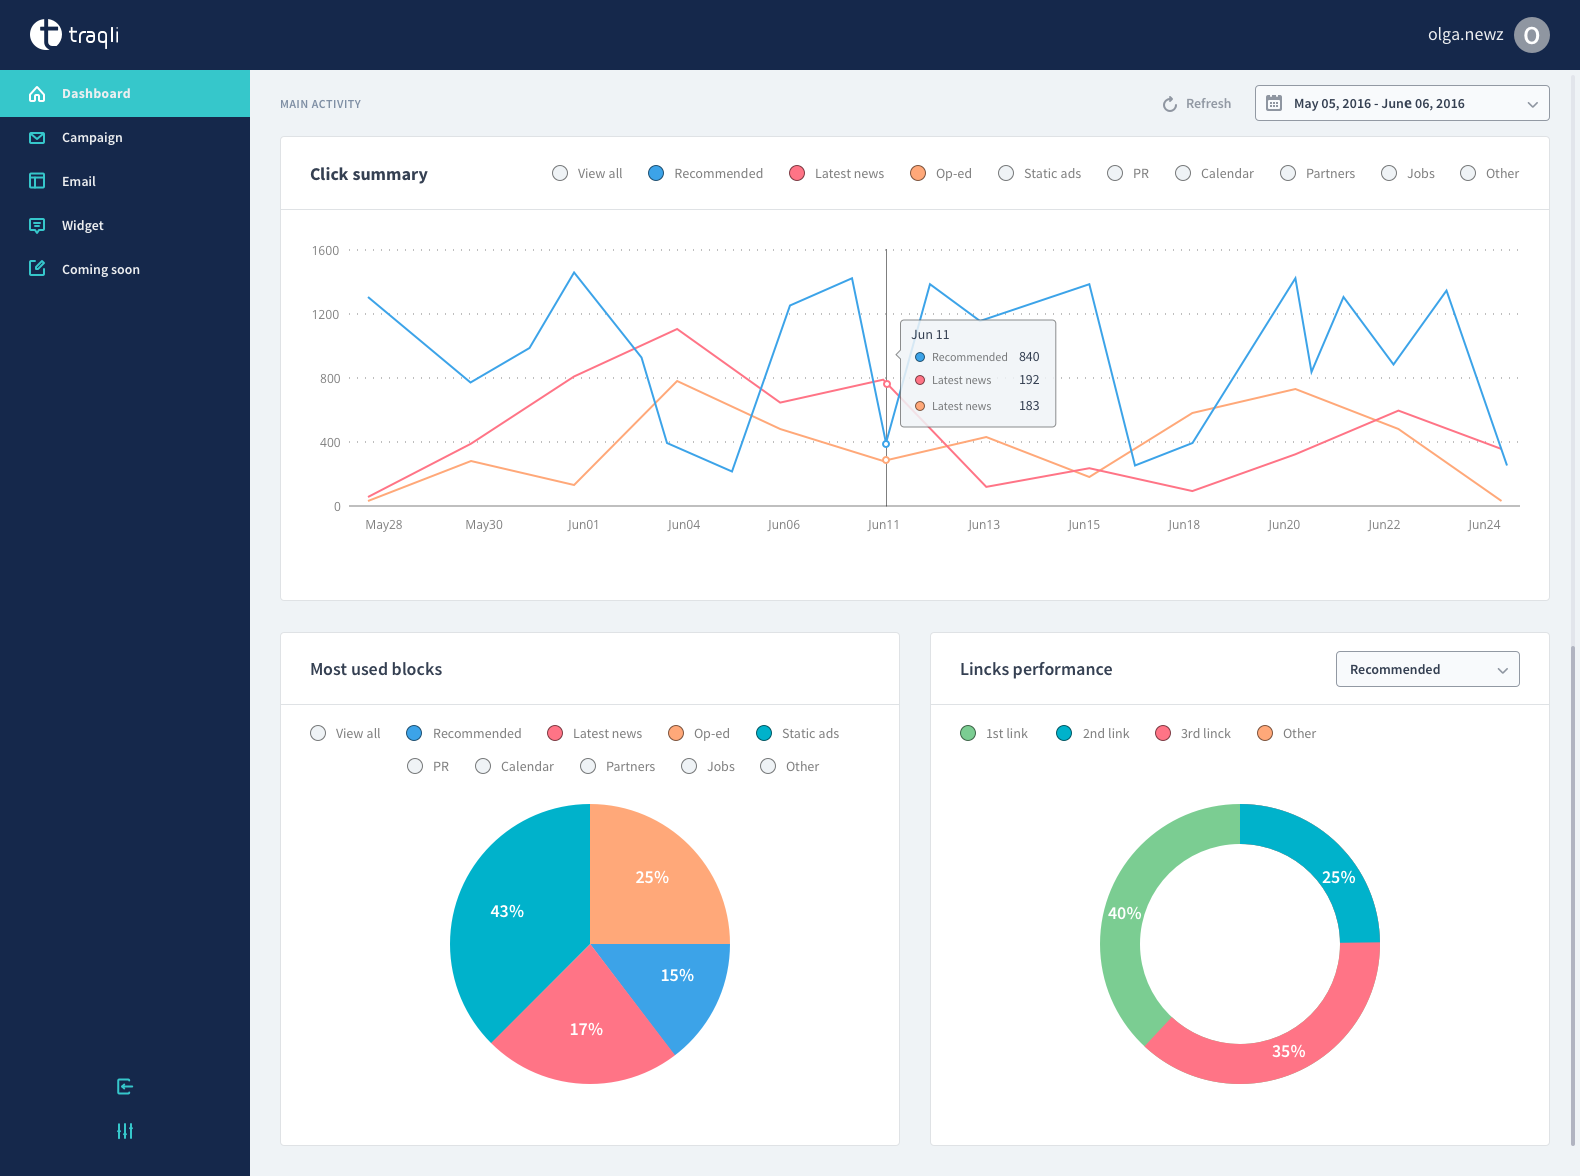 traqli
olga.newz
O
Dashboard
Campaign
Email
Widget
Coming soon
MAIN ACTIVITY
Refresh
May 05, 2016 - June 06, 2016
Click summary
View all Recommended Latest news Op-ed Static ads PR Calendar Partners Jobs Other
1600
1200
800
400
0
Jun 11
Recommended 840
Latest news 192
Latest news 183
May28 May30 Jun01 Jun04 Jun06 Jun11 Jun13 Jun15 Jun18 Jun20 Jun22 Jun24
Most used blocks
View all Recommended Latest news Op-ed Static ads
PR Calendar Partners Jobs Other
25%
43%
15%
17%
Lincks performance
Recommended
1st link 2nd link 3rd linck Other
25%
40%
35%